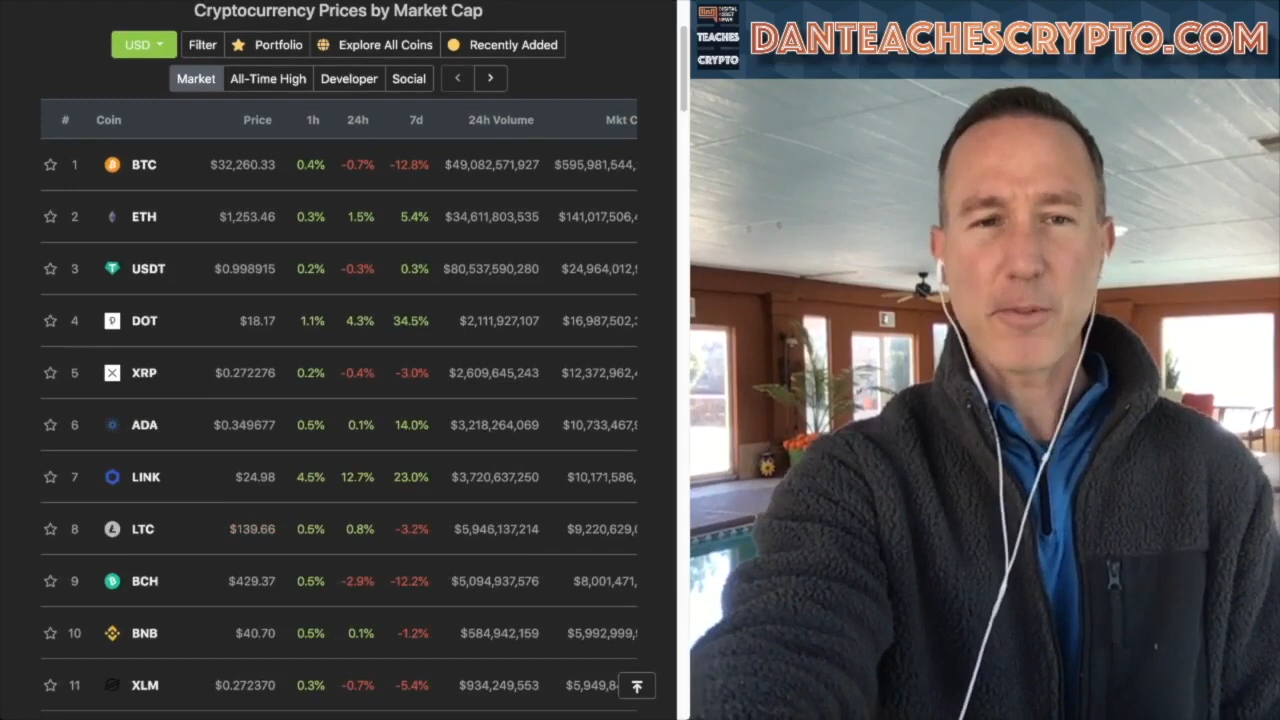 Cryptocurrency Prices by Market Cap
USD Filter Portfolio Explore All Coins Recently Added
Market All-Time High Developer Social < >
# Coin Price 1h 24h 7d 24h Volume Mkt C
1 BTC $32,260.33 0.4% -0.7% -12.8% $49,082,571,927 $595,981,544,
2 ETH $1,253.46 0.3% 1.5% 5.4% $34,611,803,535 $141,017,506,
3 USDT $0.998915 0.2% -0.3% 0.3% $80,537,590,280 $24,964,012,
4 DOT $18.17 1.1% 4.3% 34.5% $2,111,927,107 $16,987,502,
5 XRP $0.272276 0.2% -0.4% -3.0% $2,609,645,243 $12,372,962,
6 ADA $0.349677 0.5% 0.1% 14.0% $3,218,264,069 $10,733,467,
7 LINK $24.98 4.5% 12.7% 23.0% $3,720,637,250 $10,171,586,
8 LTC $139.66 0.5% 0.8% -3.2% $5,946,137,214 $9,220,629,
9 BCH $429.37 0.5% -2.9% -12.2% $5,094,937,576 $8,001,471,
10 BNB $40.70 0.5% 0.1% -1.2% $584,942,159 $5,992,999,
11 XLM $0.272370 0.3% -0.7% -5.4% $934,249,553 $5,949,8
DIGITAL
ASSET
NEWS
TEACHES
CRYPTO
DANTEACHESCRYPTO.COM